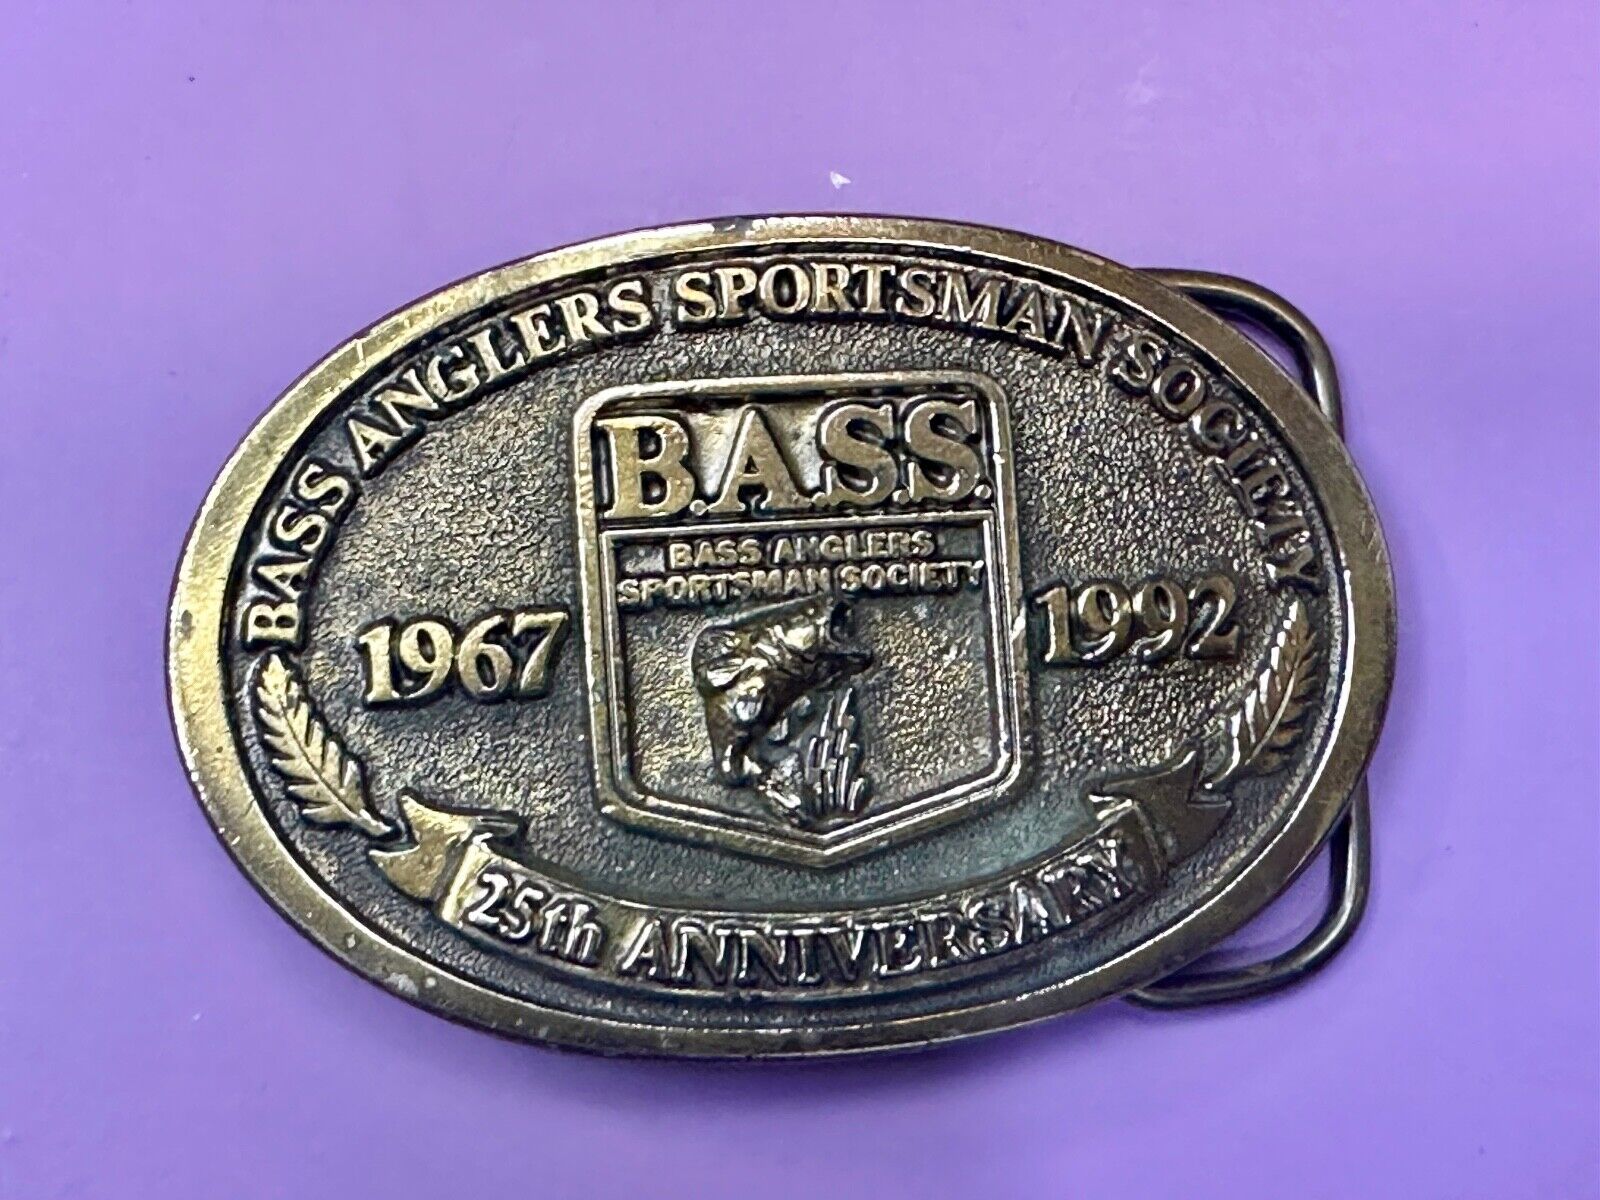 BASS ANGLERS SPORTSMAN SOCIETY
B.A.S.S.
BASS ANGLERS
SPORTSMAN SOCIETY
1967
1992
25th ANNIVERSARY